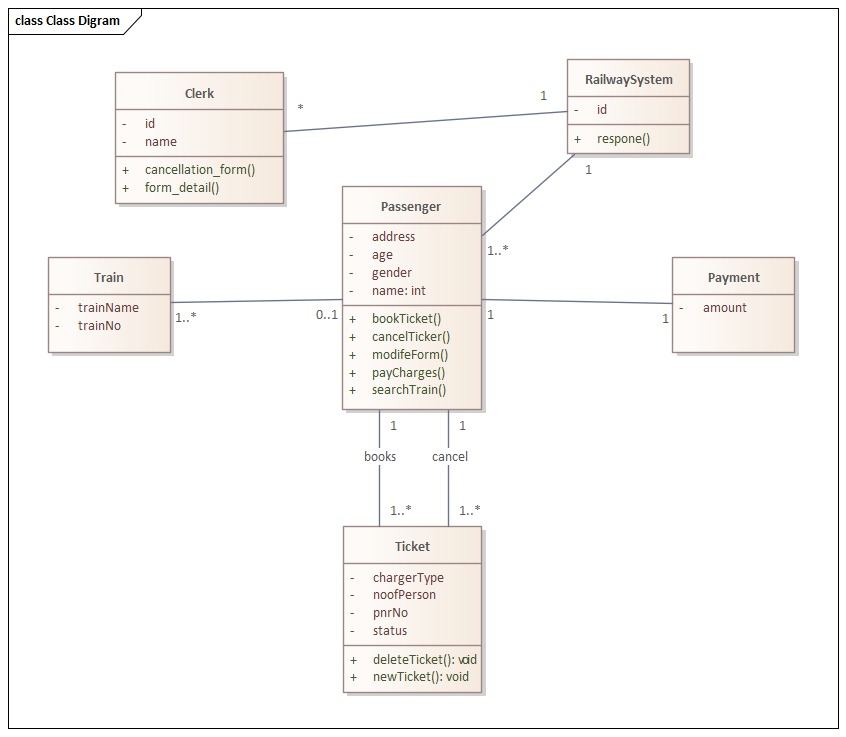 class Class Digram
Clerk
- id
- name
+ cancellation_form()
+ form_detail()
*
1
RailwaySystem
- id
+ respone()
1
1..*
Passenger
- address
- age
- gender
- name: int
+ bookTicket()
+ cancelTicker()
+ modifeForm()
+ payCharges()
+ searchTrain()
Train
- trainName
- trainNo
1..*
0..1
1
1
Payment
- amount
1
1
books
cancel
1..*
1..*
Ticket
- chargerType
- noofPerson
- pnrNo
- status
+ deleteTicket(): void
+ newTicket(): void